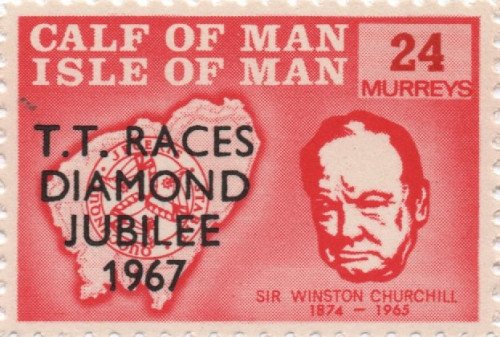 CALF OF MAN
ISLE OF MAN
24
MURREYS
T.T. RACES
DIAMOND
JUBILEE
1967
SIR WINSTON CHURCHILL
1874 – 1965